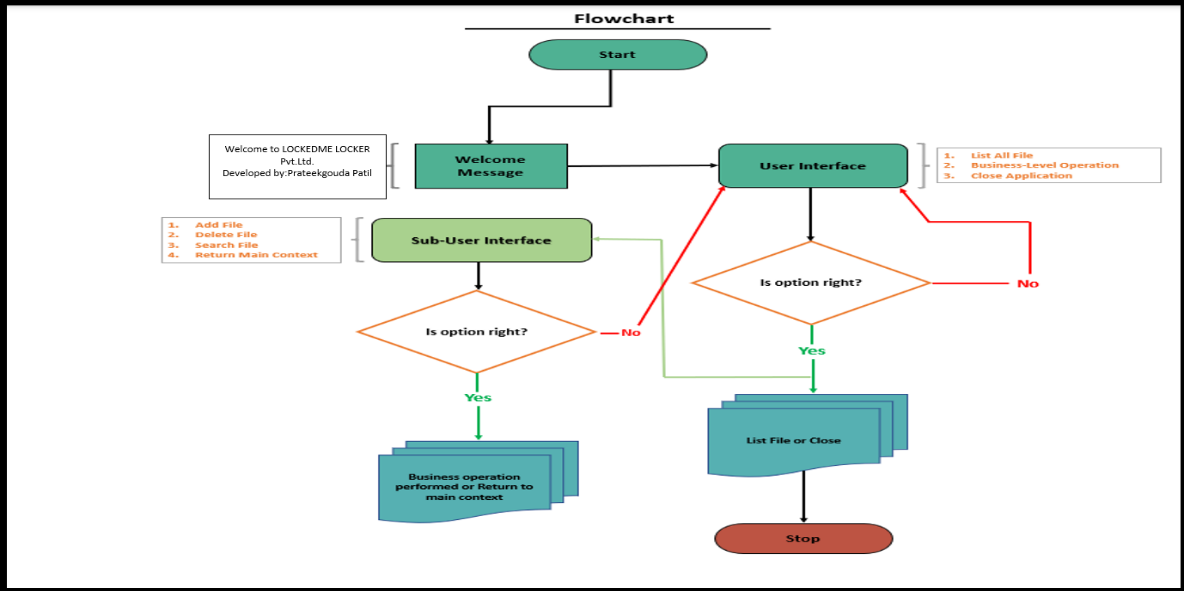 Flowchart
Start
Welcome to LOCKEDME LOCKER
Pvt.Ltd.
Developed by:Prateekgouda Patil
Welcome
Message
User Interface
1. List All File
2. Business-Level Operation
3. Close Application
1. Add File
2. Delete File
3. Search File
4. Return Main Context
Sub-User Interface
Is option right?
No
Is option right?
No
Yes
Yes
List File or Close
Business operation
performed or Return to
main context
Stop